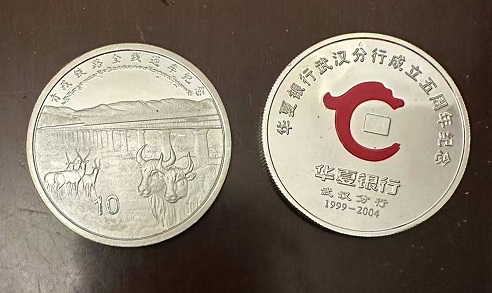 青藏铁路全线通车纪念
10
华夏银行武汉分行成立五周年纪念
华夏银行
武汉分行
1999-2004